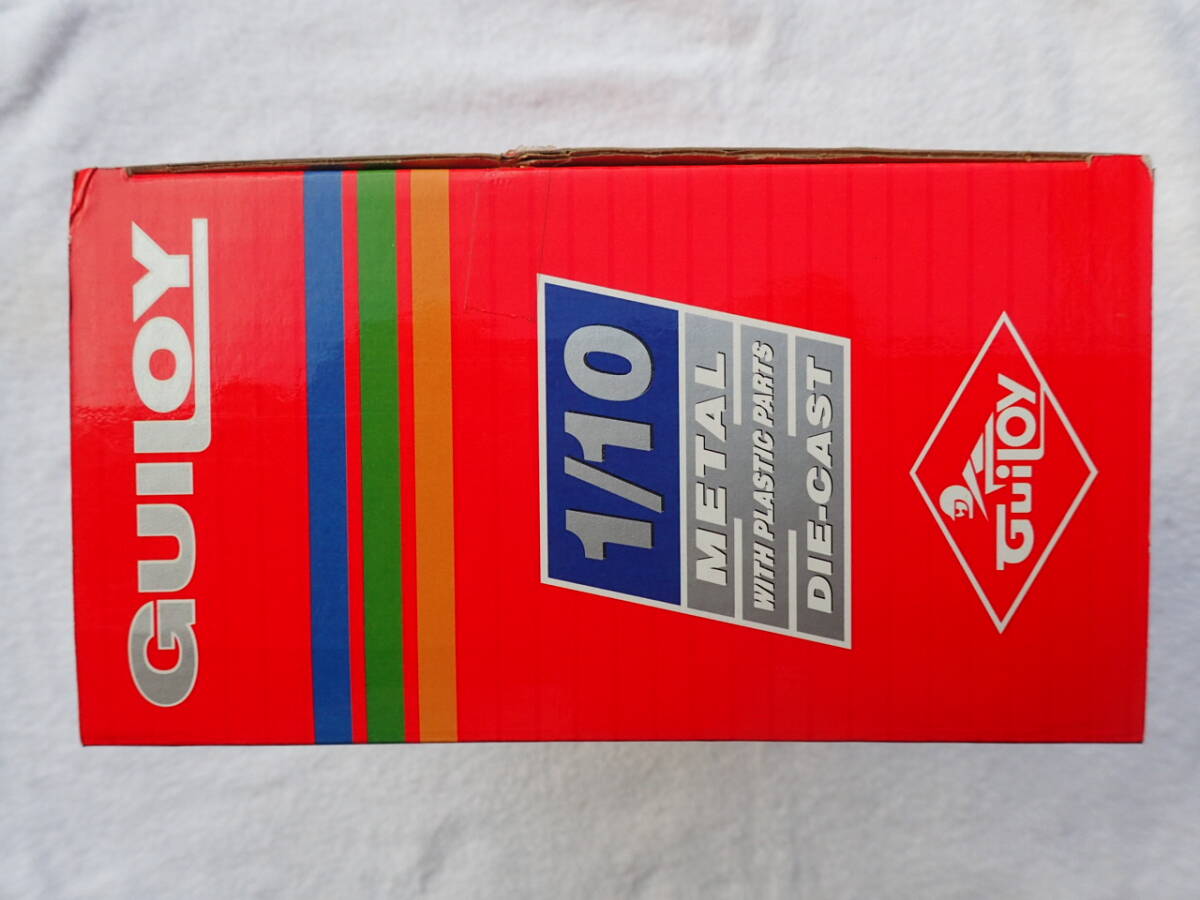 GUILOY
1/10
METAL
WITH PLASTIC PARTS
DIE-CAST
GUiLOY